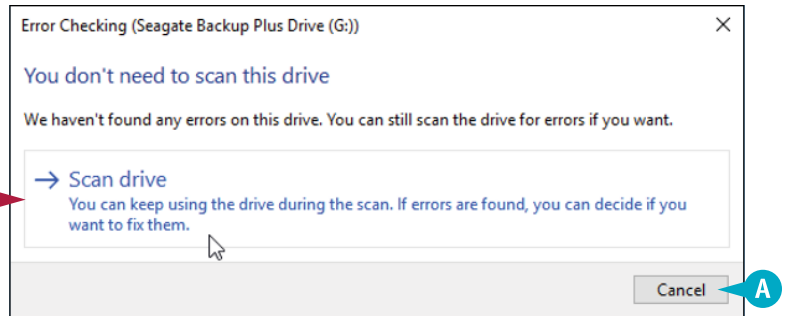 Error Checking (Seagate Backup Plus Drive (G:))
You don't need to scan this drive
We haven't found any errors on this drive. You can still scan the drive for errors if you want.
Scan drive
You can keep using the drive during the scan. If errors are found, you can decide if you
want to fix them.
Cancel
A